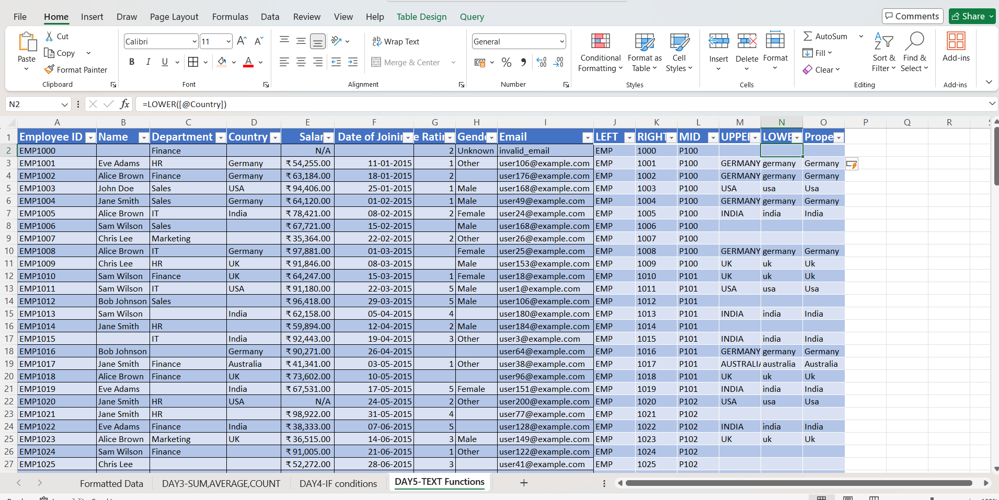 File Home Insert Draw Page Layout Formulas Data Review View Help Table Design Query Comments Share
Paste Cut Copy Format Painter Clipboard
Calibri 11 B I U A Font
Wrap Text Merge & Center Alignment
General % Number
Conditional Formatting Format as Table Cell Styles Styles
Insert Delete Format Cells
AutoSum Fill Clear Sort & Filter Find & Select Editing
Add-ins Add-ins
N2 fx =LOWER([@Country])
A B C D E F G H I J K L M N O P Q R
1 Employee ID Name Department Country Salar Date of Joinin e Ratin Gend Email LEFT RIGHT MID UPPE LOWE Prope
2 EMP1000 Finance N/A 2 Unknown invalid_email EMP 1000 P100
3 EMP1001 Eve Adams HR Germany ₹ 54,255.00 11-01-2015 1 Other user106@example.com EMP 1001 P100 GERMANY germany Germany
4 EMP1002 Alice Brown Finance Germany ₹ 63,184.00 18-01-2015 2 user176@example.com EMP 1002 P100 GERMANY germany Germany
5 EMP1003 John Doe Sales USA ₹ 94,406.00 25-01-2015 1 Male user168@example.com EMP 1003 P100 USA usa Usa
6 EMP1004 Jane Smith Sales Germany ₹ 64,120.00 01-02-2015 1 Male user49@example.com EMP 1004 P100 GERMANY germany Germany
7 EMP1005 Alice Brown IT India ₹ 78,421.00 08-02-2015 2 Female user24@example.com EMP 1005 P100 INDIA india India
8 EMP1006 Sam Wilson Sales ₹ 67,721.00 15-02-2015 Male user168@example.com EMP 1006 P100
9 EMP1007 Chris Lee Marketing ₹ 35,364.00 22-02-2015 2 Other user26@example.com EMP 1007 P100
10 EMP1008 Alice Brown IT Germany ₹ 97,881.00 01-03-2015 Female user25@example.com EMP 1008 P100 GERMANY germany Germany
11 EMP1009 Chris Lee HR UK ₹ 91,846.00 08-03-2015 Male user153@example.com EMP 1009 P100 UK uk Uk
12 EMP1010 Sam Wilson Finance UK ₹ 64,247.00 15-03-2015 1 Female user18@example.com EMP 1010 P101 UK uk Uk
13 EMP1011 Sam Wilson IT USA ₹ 91,180.00 22-03-2015 5 Male user1@example.com EMP 1011 P101 USA usa Usa
14 EMP1012 Bob Johnson Sales ₹ 96,418.00 29-03-2015 5 Male user106@example.com EMP 1012 P101
15 EMP1013 Sam Wilson India ₹ 62,158.00 05-04-2015 4 user180@example.com EMP 1013 P101 INDIA india India
16 EMP1014 Jane Smith HR ₹ 59,894.00 12-04-2015 2 Male user184@example.com EMP 1014 P101
17 EMP1015 IT India ₹ 92,443.00 19-04-2015 3 Other user3@example.com EMP 1015 P101 INDIA india India
18 EMP1016 Bob Johnson Germany ₹ 90,271.00 26-04-2015 user64@example.com EMP 1016 P101 GERMANY germany Germany
19 EMP1017 Jane Smith Finance Australia ₹ 41,341.00 03-05-2015 1 Other user38@example.com EMP 1017 P101 AUSTRALIA australia Australia
20 EMP1018 Alice Brown Finance UK ₹ 73,602.00 10-05-2015 user96@example.com EMP 1018 P101 UK uk Uk
21 EMP1019 Eve Adams India ₹ 67,531.00 17-05-2015 5 Female user151@example.com EMP 1019 P101 INDIA india India
22 EMP1020 Jane Smith HR USA N/A 24-05-2015 2 Other user200@example.com EMP 1020 P102 USA usa Usa
23 EMP1021 Jane Smith HR ₹ 98,922.00 31-05-2015 4 user77@example.com EMP 1021 P102
24 EMP1022 Eve Adams Finance India ₹ 38,333.00 07-06-2015 5 user128@example.com EMP 1022 P102 INDIA india India
25 EMP1023 Alice Brown Marketing UK ₹ 36,515.00 14-06-2015 3 Male user149@example.com EMP 1023 P102 UK uk Uk
26 EMP1024 Sam Wilson Finance ₹ 91,005.00 21-06-2015 1 Other user122@example.com EMP 1024 P102
27 EMP1025 Chris Lee ₹ 52,272.00 28-06-2015 3 user41@example.com EMP 1025 P102
Formatted Data DAY3-SUM,AVERAGE,COUNT DAY4-IF conditions DAY5-TEXT Functions